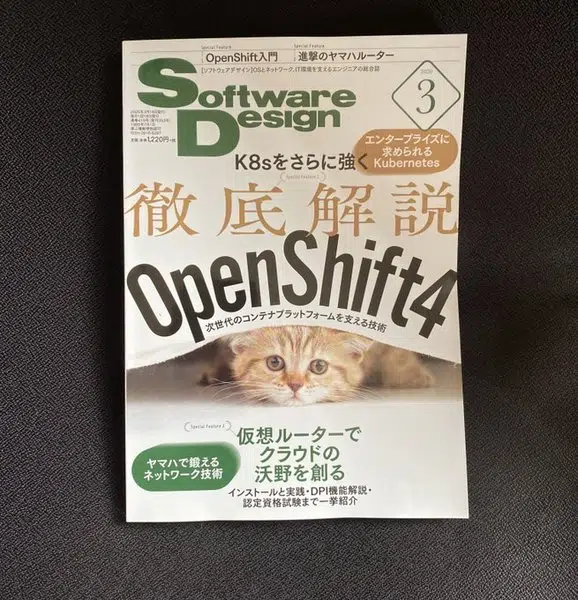 Special Feature
OpenShift入門
Special Feature
進撃のヤマハルーター
[ソフトウェアデザイン]OSとネットワーク、IT環境を支えるエンジニアの総合誌
Software
Design
2020
3
1,220円
エンタープライズに
求められる
Kubernetes
K8sをさらに強く
Special Feature 1
徹底解説
OpenShift4
次世代のコンテナプラットフォームを支える技術
Special Feature 2
仮想ルーターで
クラウドの
沃野を創る
ヤマハで鍛える
ネットワーク技術
インストールと実践・DPI機能解説・
認定資格試験まで一挙紹介